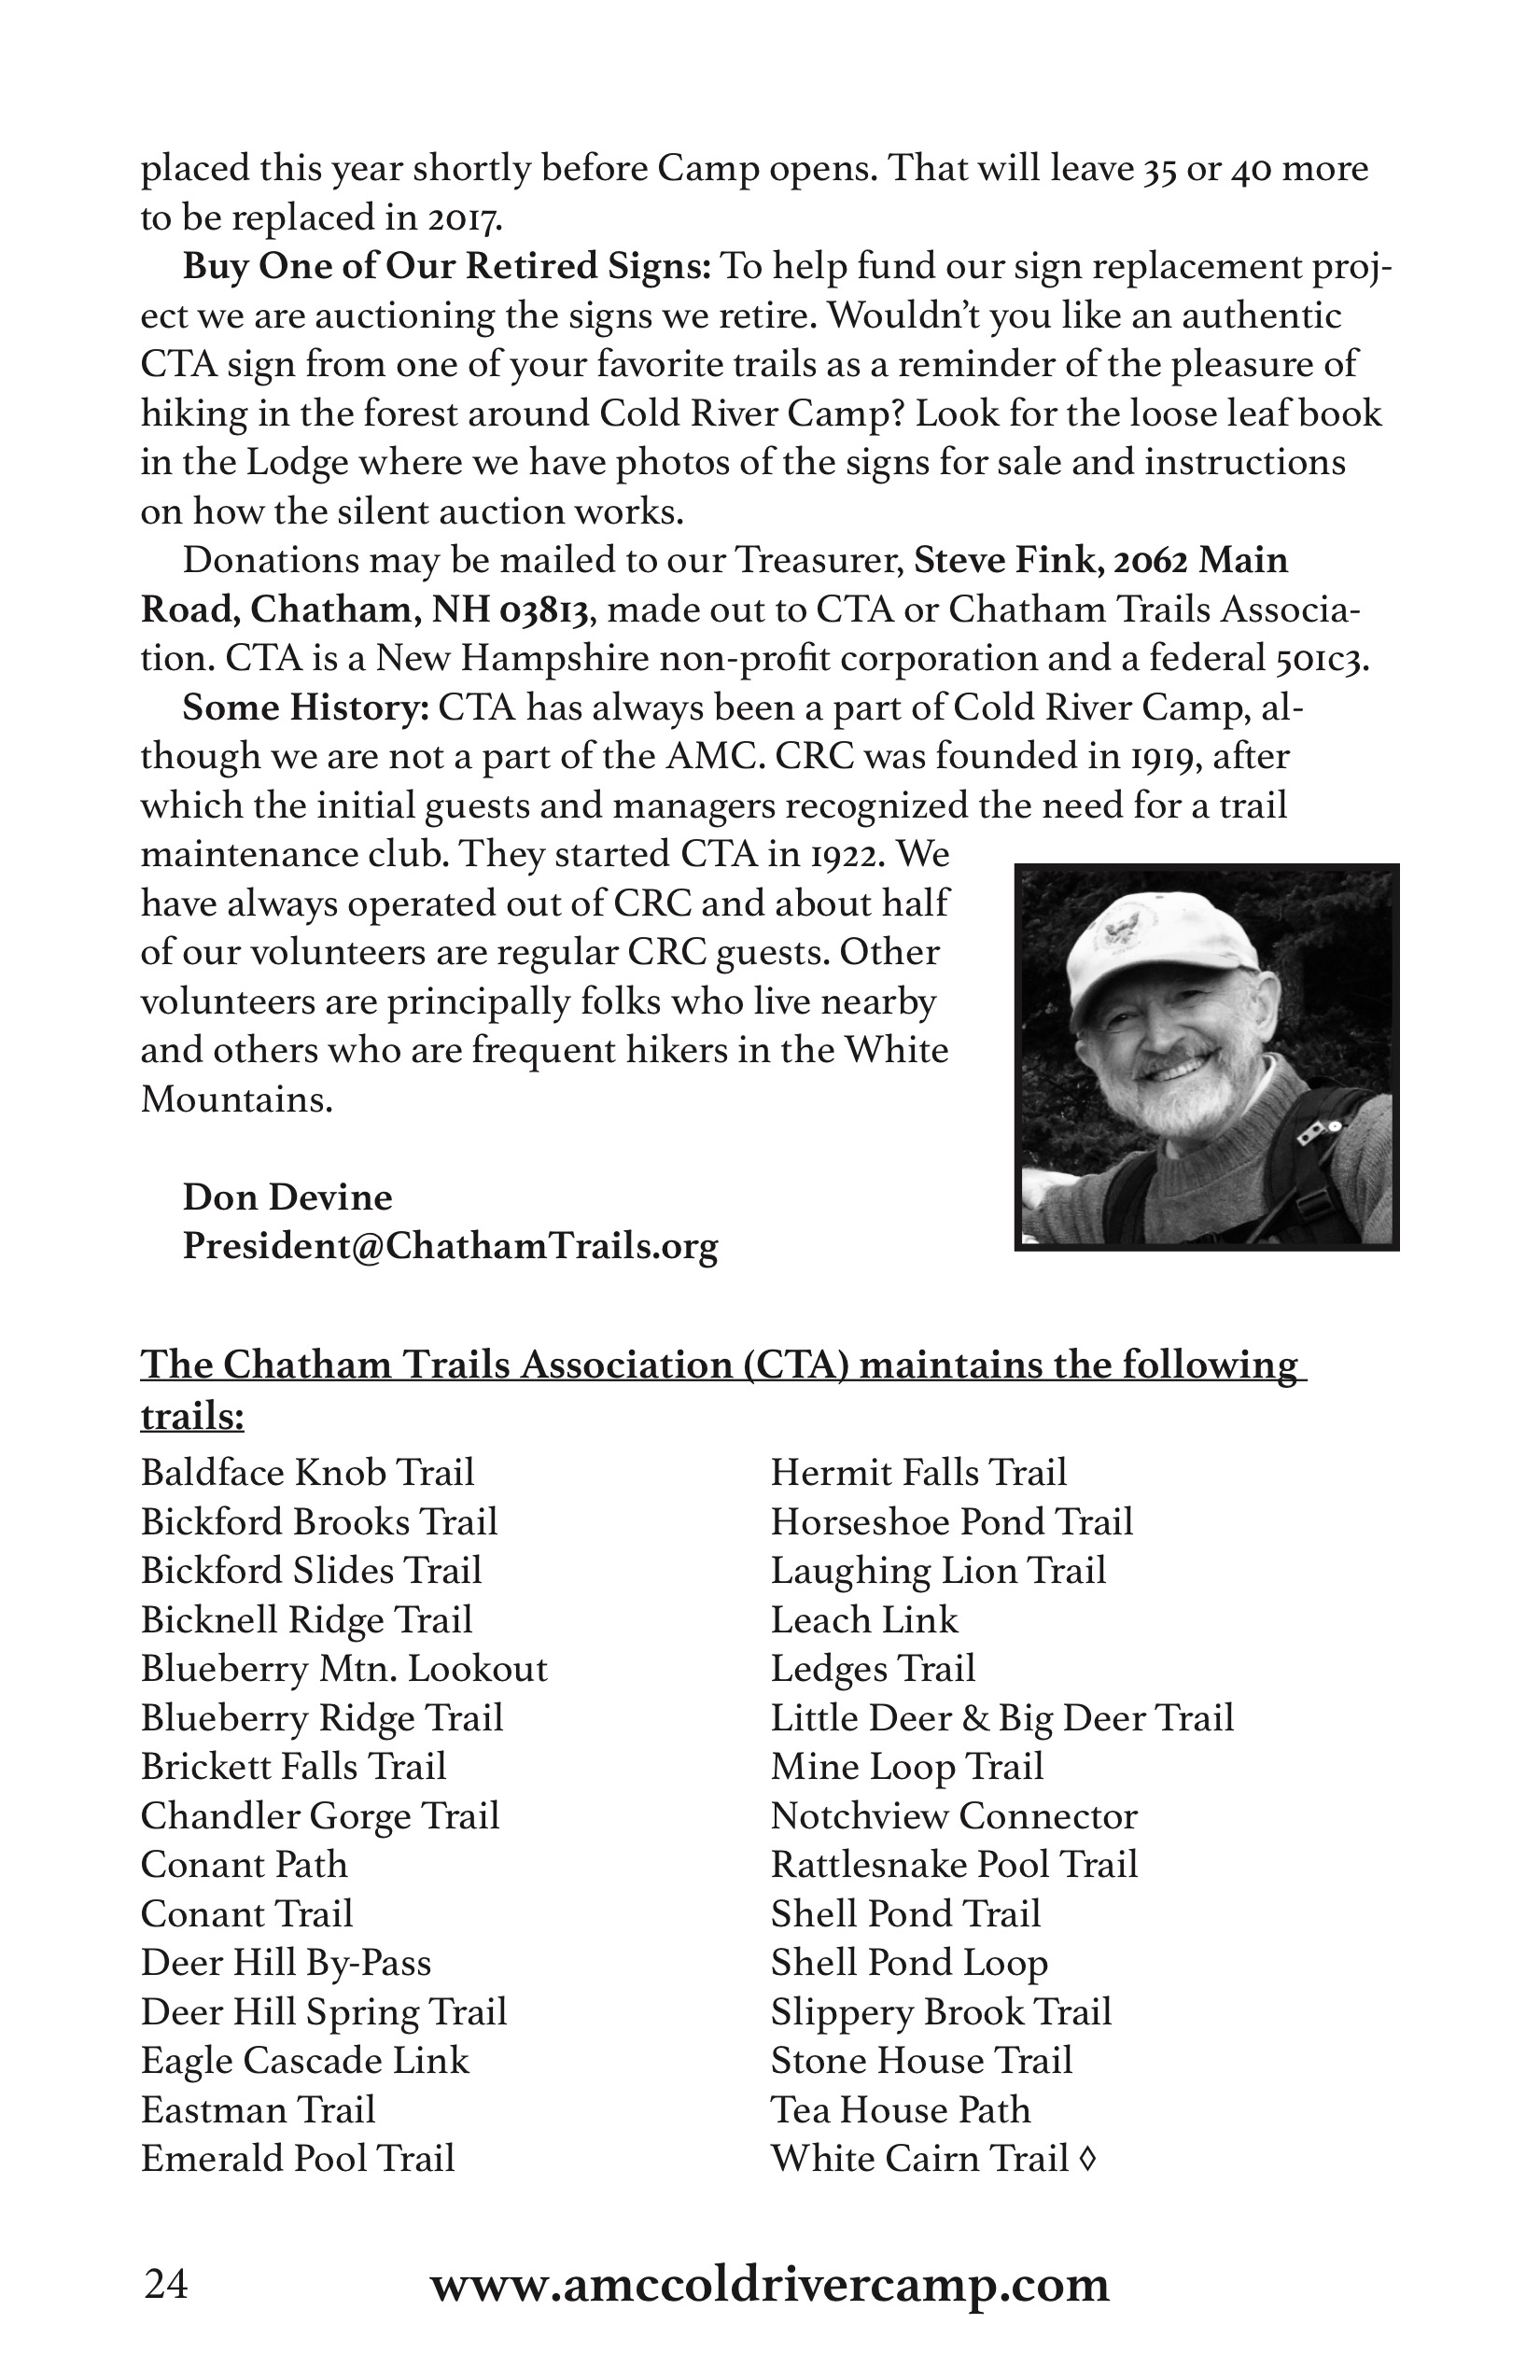 placed this year shortly before Camp opens. That will leave 35 or 40 more
to be replaced in 2017.
Buy One of Our Retired Signs: To help fund our sign replacement proj-
ect we are auctioning the signs we retire. Wouldn’t you like an authentic
CTA sign from one of your favorite trails as a reminder of the pleasure of
hiking in the forest around Cold River Camp? Look for the loose leaf book
in the Lodge where we have photos of the signs for sale and instructions
on how the silent auction works.
Donations may be mailed to our Treasurer, Steve Fink, 2062 Main
Road, Chatham, NH 03813, made out to CTA or Chatham Trails Associa-
tion. CTA is a New Hampshire non-profit corporation and a federal 501c3.
Some History: CTA has always been a part of Cold River Camp, al-
though we are not a part of the AMC. CRC was founded in 1919, after
which the initial guests and managers recognized the need for a trail
maintenance club. They started CTA in 1922. We
have always operated out of CRC and about half
of our volunteers are regular CRC guests. Other
volunteers are principally folks who live nearby
and others who are frequent hikers in the White
Mountains.
Don Devine
President@ChathamTrails.org
The Chatham Trails Association (CTA) maintains the following
trails:
Baldface Knob Trail
Bickford Brooks Trail
Bickford Slides Trail
Bicknell Ridge Trail
Blueberry Mtn. Lookout
Blueberry Ridge Trail
Brickett Falls Trail
Chandler Gorge Trail
Conant Path
Conant Trail
Deer Hill By-Pass
Deer Hill Spring Trail
Eagle Cascade Link
Eastman Trail
Emerald Pool Trail
Hermit Falls Trail
Horseshoe Pond Trail
Laughing Lion Trail
Leach Link
Ledges Trail
Little Deer & Big Deer Trail
Mine Loop Trail
Notchview Connector
Rattlesnake Pool Trail
Shell Pond Trail
Shell Pond Loop
Slippery Brook Trail
Stone House Trail
Tea House Path
White Cairn Trail ◊
24
www.amccoldrivercamp.com